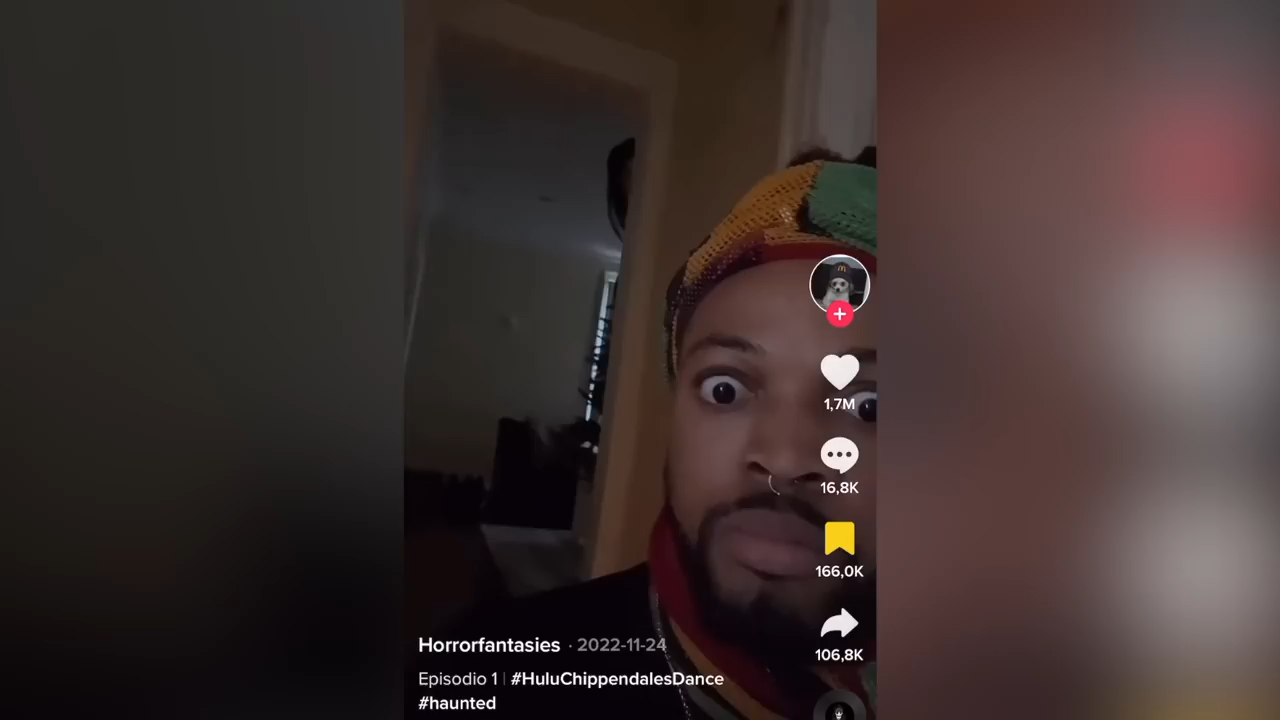 1,7M
16,8K
166,0K
106,8K
Horrorfantasies · 2022-11-24
Episodio 1 | #HuluChippendalesDance
#haunted